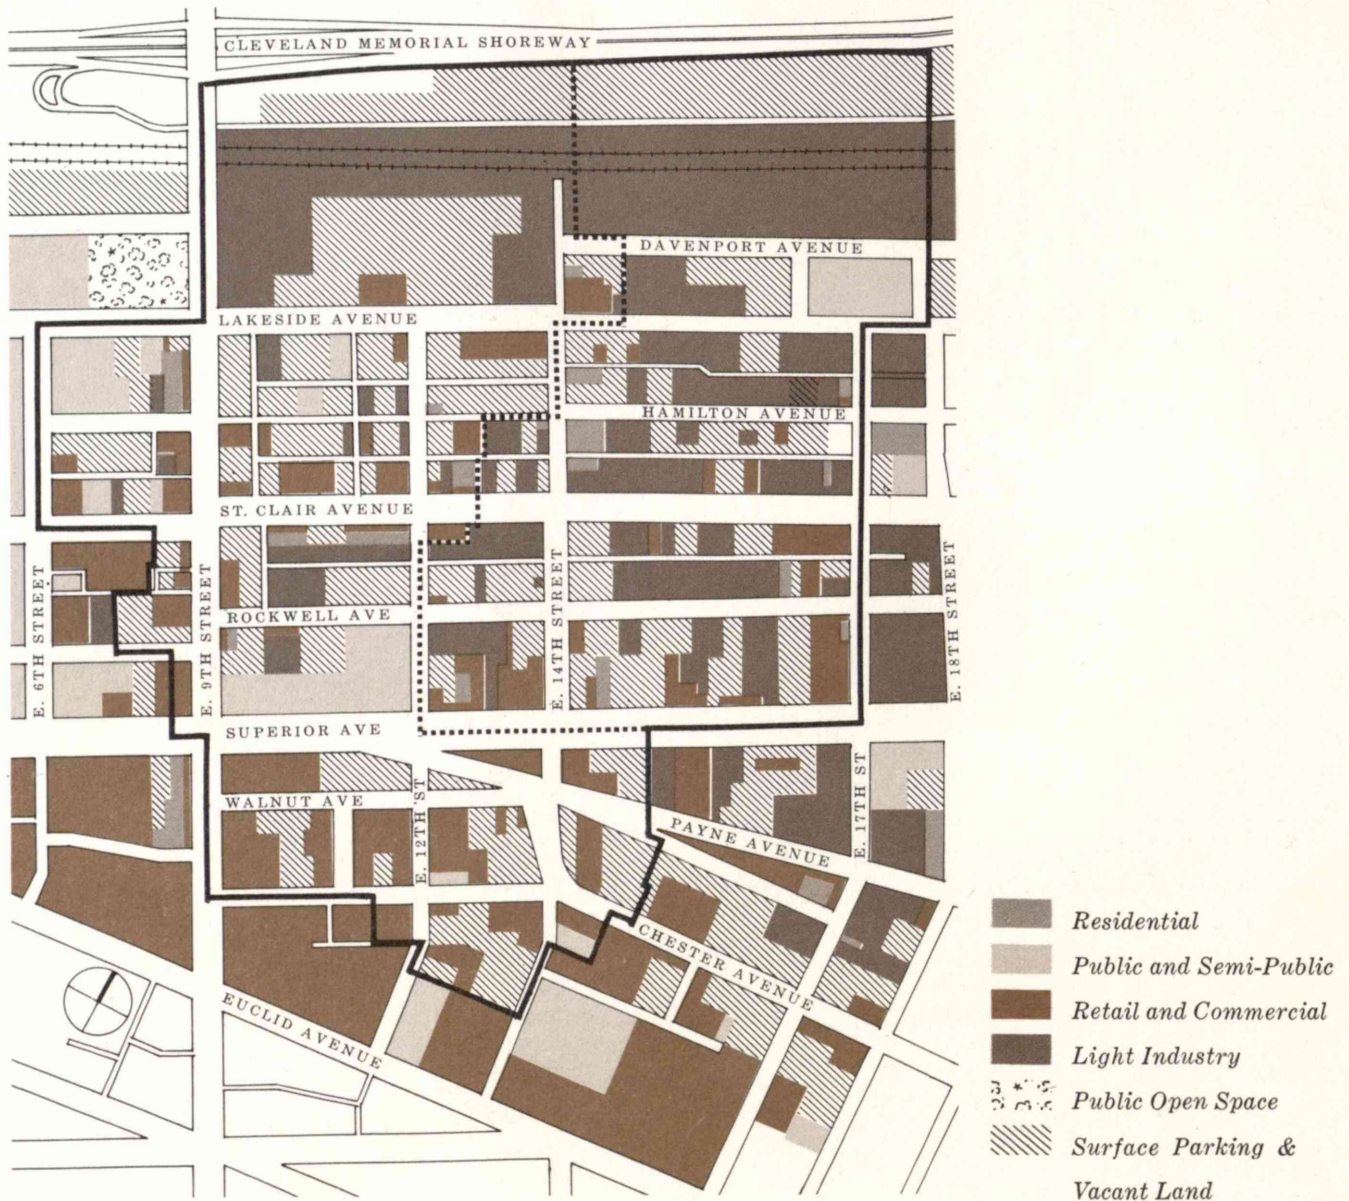 CLEVELAND MEMORIAL SHOREWAY
DAVENPORT AVENUE
LAKESIDE AVENUE
HAMILTON AVENUE
ST. CLAIR AVENUE
E. 6TH STREET
E. 9TH STREET
E. 14TH STREET
E. 18TH STREET
ROCKWELL AVE
SUPERIOR AVE
WALNUT AVE
E. 12TH ST
E. 17TH ST
PAYNE AVENUE
CHESTER AVENUE
EUCLID AVENUE
Residential
Public and Semi-Public
Retail and Commercial
Light Industry
Public Open Space
Surface Parking &
Vacant Land